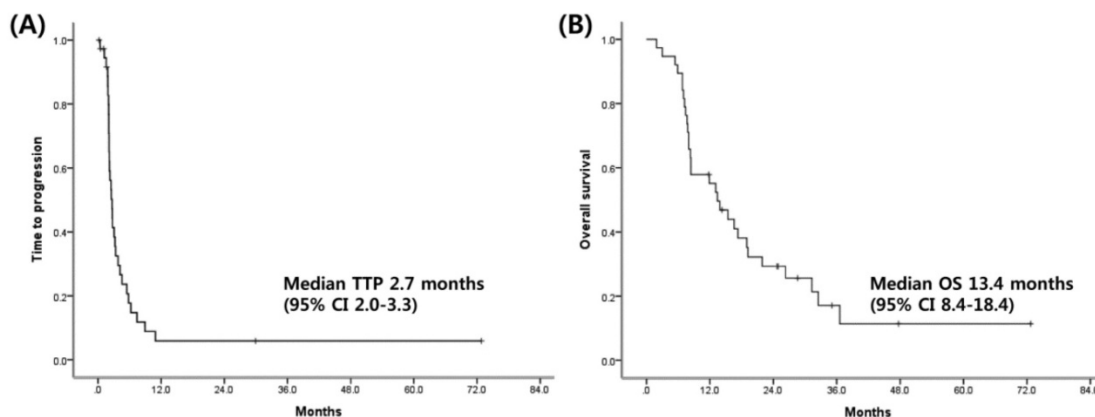 (A)
1.0
0.8
0.6
0.4
0.2
0.0
Time to progression
Median TTP 2.7 months
(95% CI 2.0-3.3)
.0 12.0 24.0 36.0 48.0 60.0 72.0 84.0
Months
(B)
1.0
0.8
0.6
0.4
0.2
0.0
Overall survival
Median OS 13.4 months
(95% CI 8.4-18.4)
.0 12.0 24.0 36.0 48.0 60.0 72.0 84.0
Months